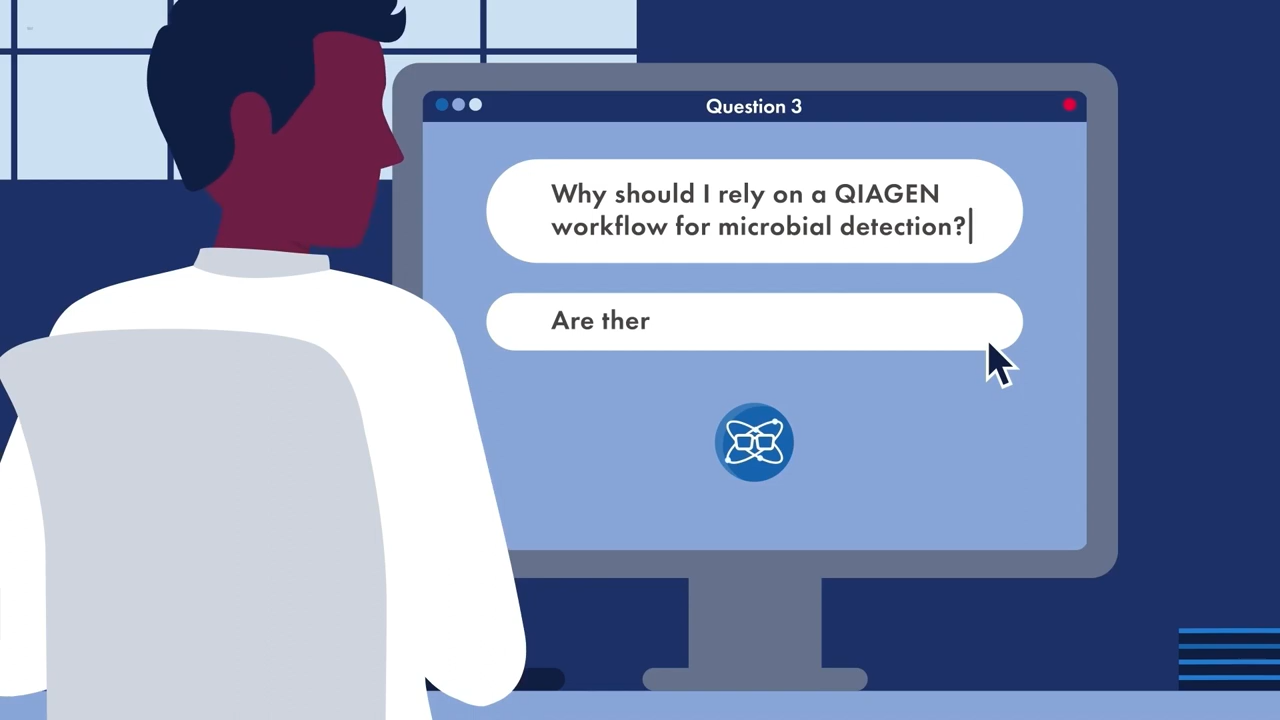 Question 3
Why should I rely on a QIAGEN
workflow for microbial detection?
Are ther